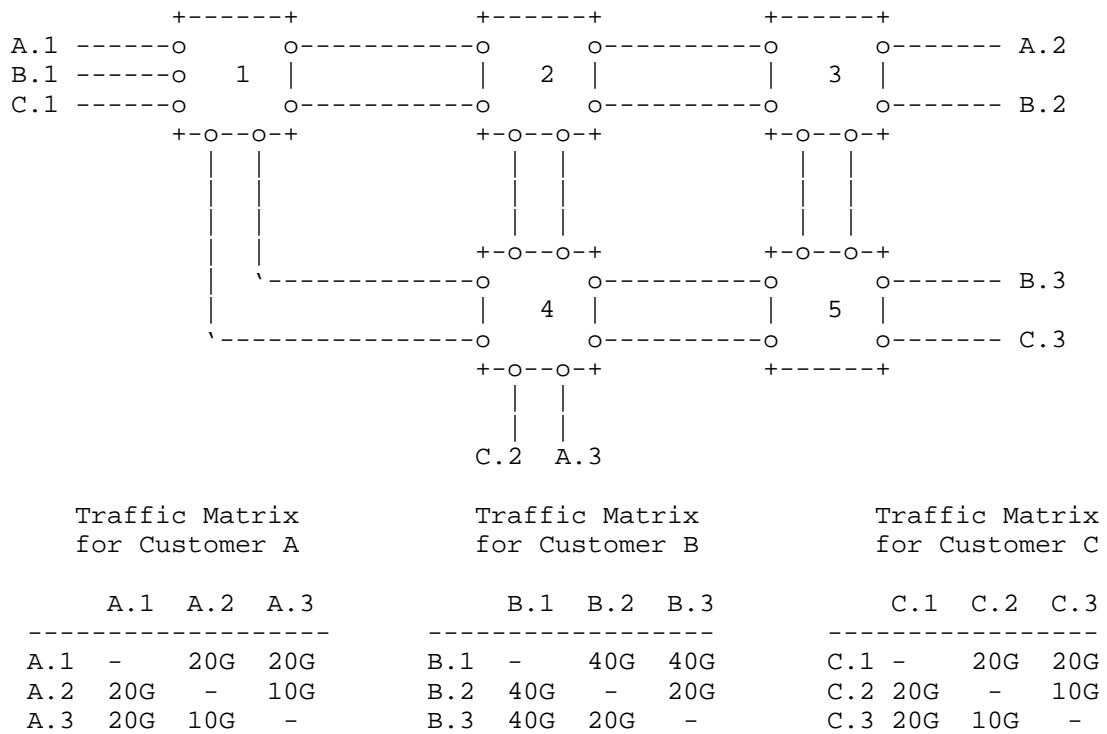 A.1 A.2
B.1 1 2 3
C.1 B.2
B.3
4 5
C.3
C.2 A.3
Traffic Matrix Traffic Matrix Traffic Matrix
for Customer A for Customer B for Customer C
A.1 A.2 A.3 B.1 B.2 B.3 C.1 C.2 C.3
A.1 - 20G 20G B.1 - 40G 40G C.1 - 20G 20G
A.2 20G - 10G B.2 40G - 20G C.2 20G - 10G
A.3 20G 10G - B.3 40G 20G - C.3 20G 10G -